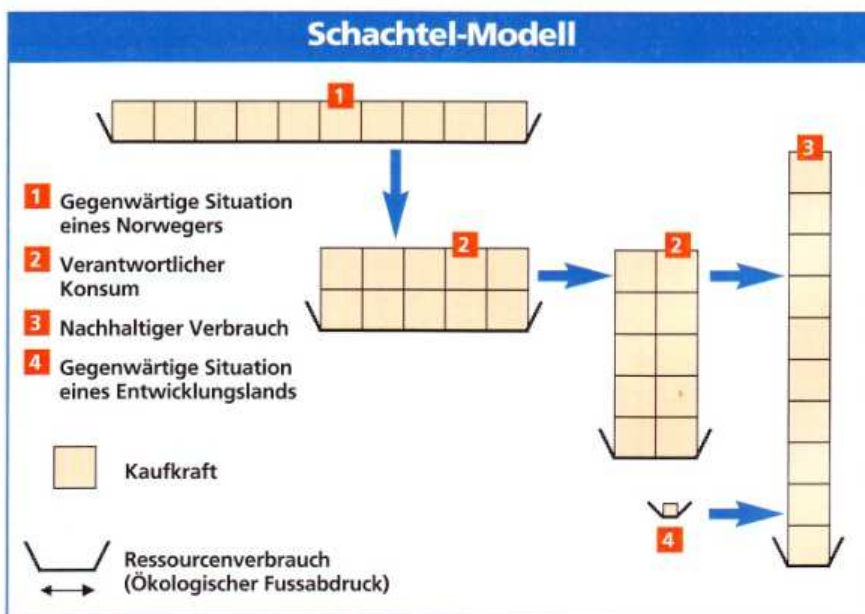 Schachtel-Modell
1
3
1 Gegenwärtige Situation
eines Norwegers
2 Verantwortlicher
Konsum
3 Nachhaltiger Verbrauch
4 Gegenwärtige Situation
eines Entwicklungslands
2
2
Kaufkraft
4
Ressourcenverbrauch
(Ökologischer Fussabdruck)